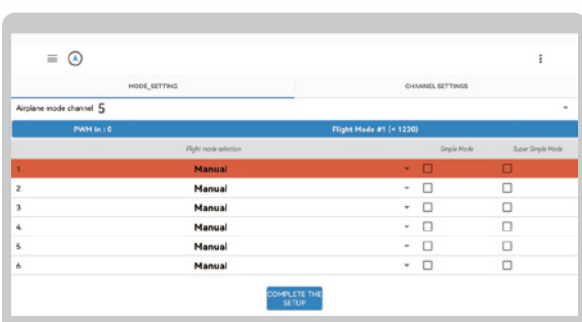 A
MODE_SETTING CHANNEL SETTINGS
Airplane mode channel 5
PWM In : 0 Flight Mode #1 (< 1230)
Flight mode selection Simple Mode Super Simple Mode
1. Manual
2. Manual
3. Manual
4. Manual
5. Manual
6. Manual
COMPLETE THE
SETUP